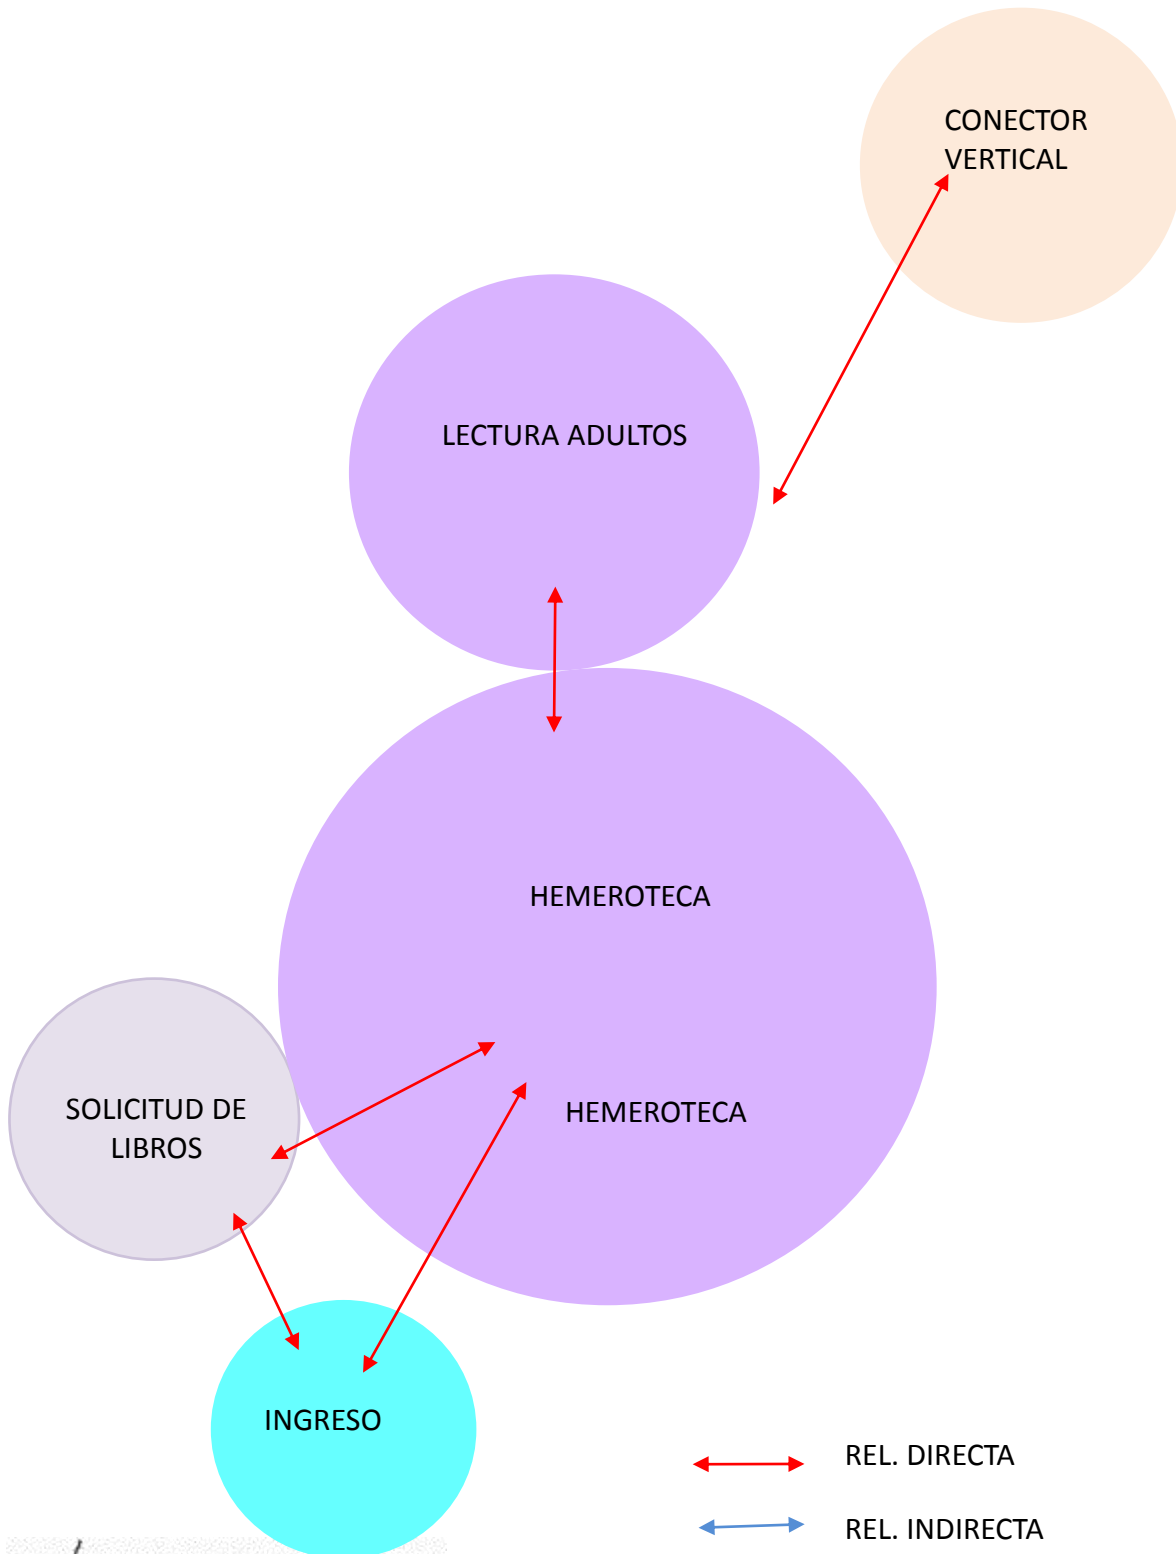 CONECTOR
VERTICAL
LECTURA ADULTOS
HEMEROTECA
SOLICITUD DE
LIBROS
HEMEROTECA
INGRESO
REL. DIRECTA
REL. INDIRECTA